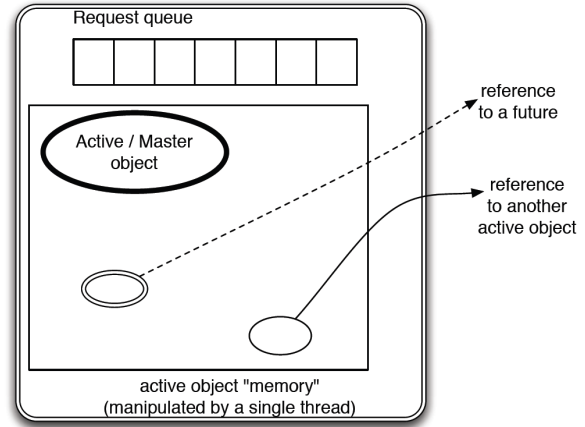 Request queue
Active / Master
object
reference
to a future
reference
to another
active object
active object "memory"
(manipulated by a single thread)